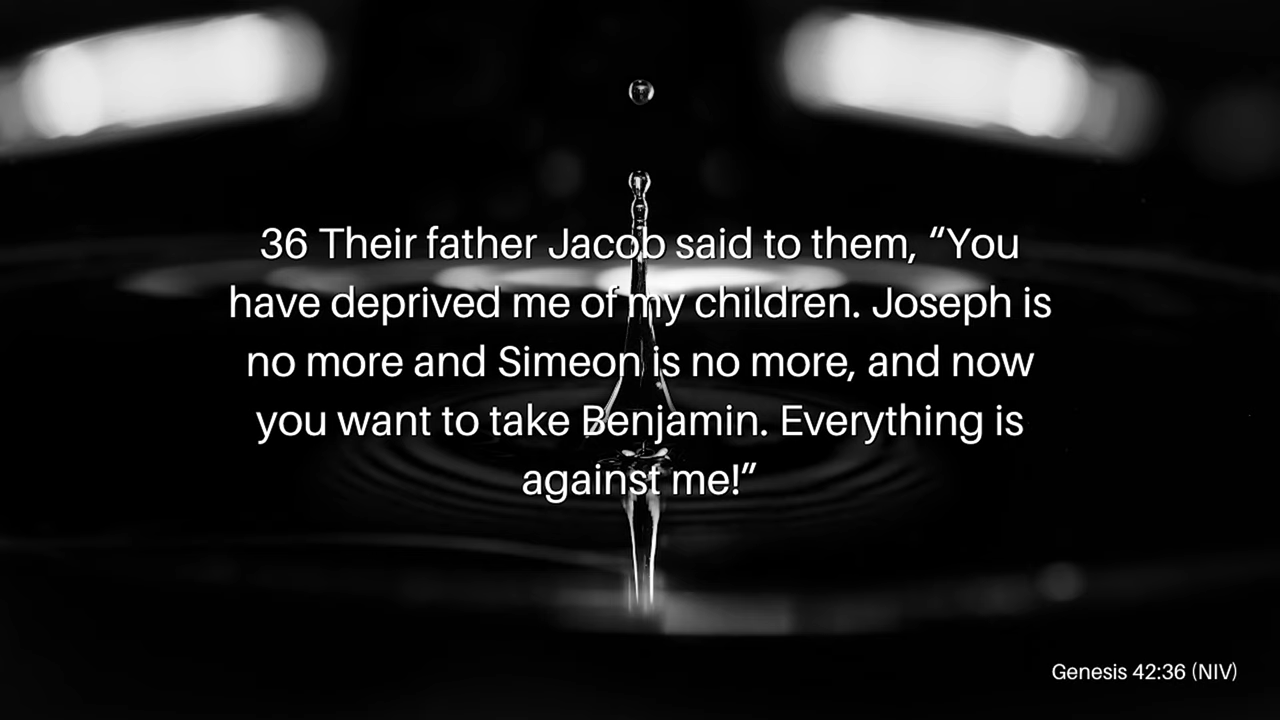 36 Their father Jacob said to them, “You
have deprived me of my children. Joseph is
no more and Simeon is no more, and now
you want to take Benjamin. Everything is
against me!”
Genesis 42:36 (NIV)